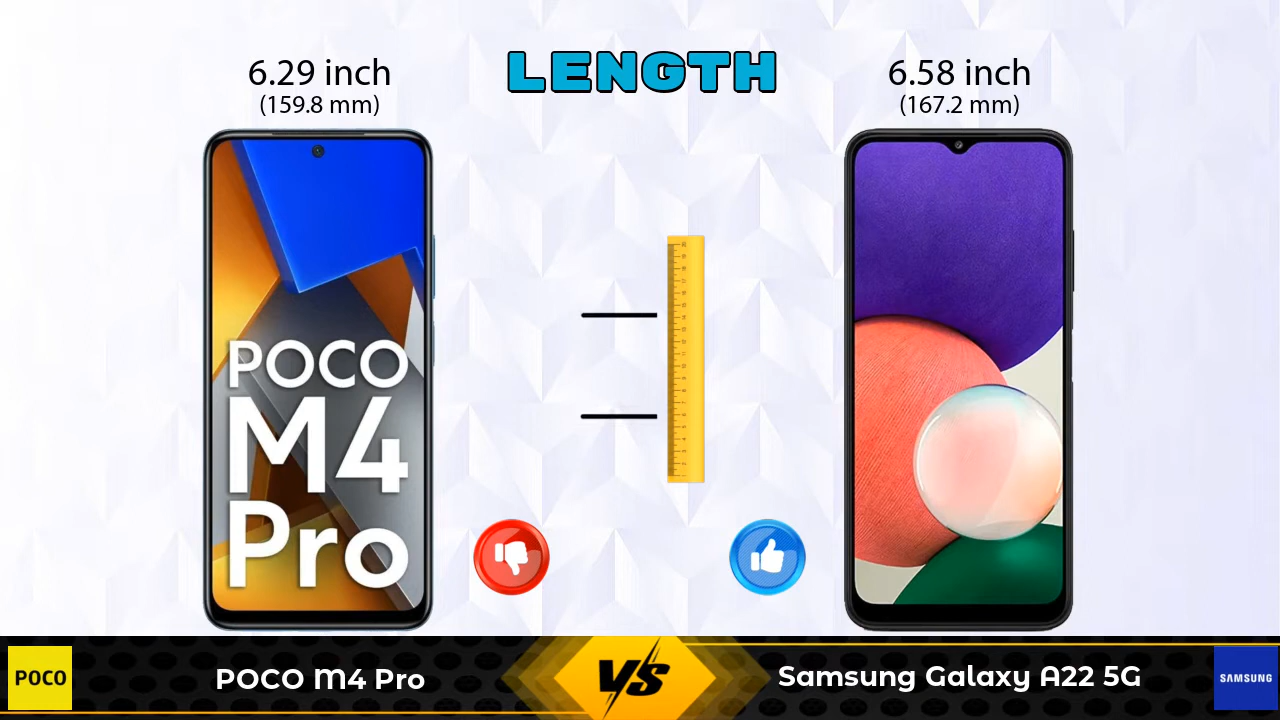 LENGTH
6.29 inch
(159.8 mm)
6.58 inch
(167.2 mm)
POCO
M4
Pro
POCO
POCO M4 Pro
VS
Samsung Galaxy A22 5G
SAMSUNG